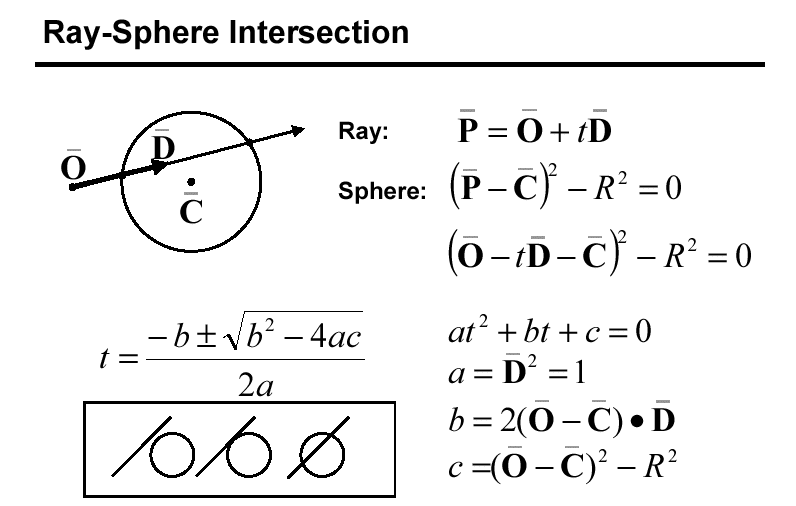 Ray-Sphere Intersection
Ō D̄ C̄
Ray: P̄ = Ō + tD̄
Sphere: (P̄ − C̄)² − R² = 0
(Ō − tD̄ − C̄)² − R² = 0
t = (−b ± √(b² − 4ac)) / 2a
at² + bt + c = 0
a = D̄² = 1
b = 2(Ō − C̄) • D̄
c =(Ō − C̄)² − R²